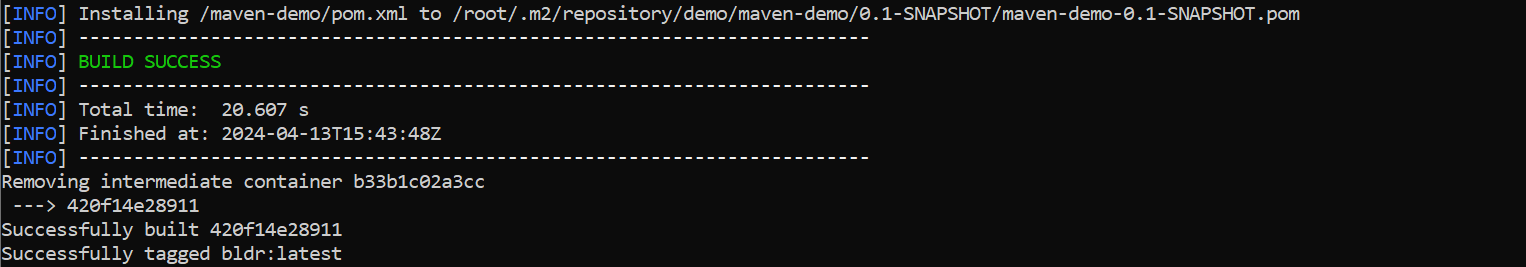 [INFO] Installing /maven-demo/pom.xml to /root/.m2/repository/demo/maven-demo/0.1-SNAPSHOT/maven-demo-0.1-SNAPSHOT.pom
[INFO] ------------------------------------------------------------------------
[INFO] BUILD SUCCESS
[INFO] ------------------------------------------------------------------------
[INFO] Total time:  20.607 s
[INFO] Finished at: 2024-04-13T15:43:48Z
[INFO] ------------------------------------------------------------------------
Removing intermediate container b33b1c02a3cc
 ---> 420f14e28911
Successfully built 420f14e28911
Successfully tagged bldr:latest